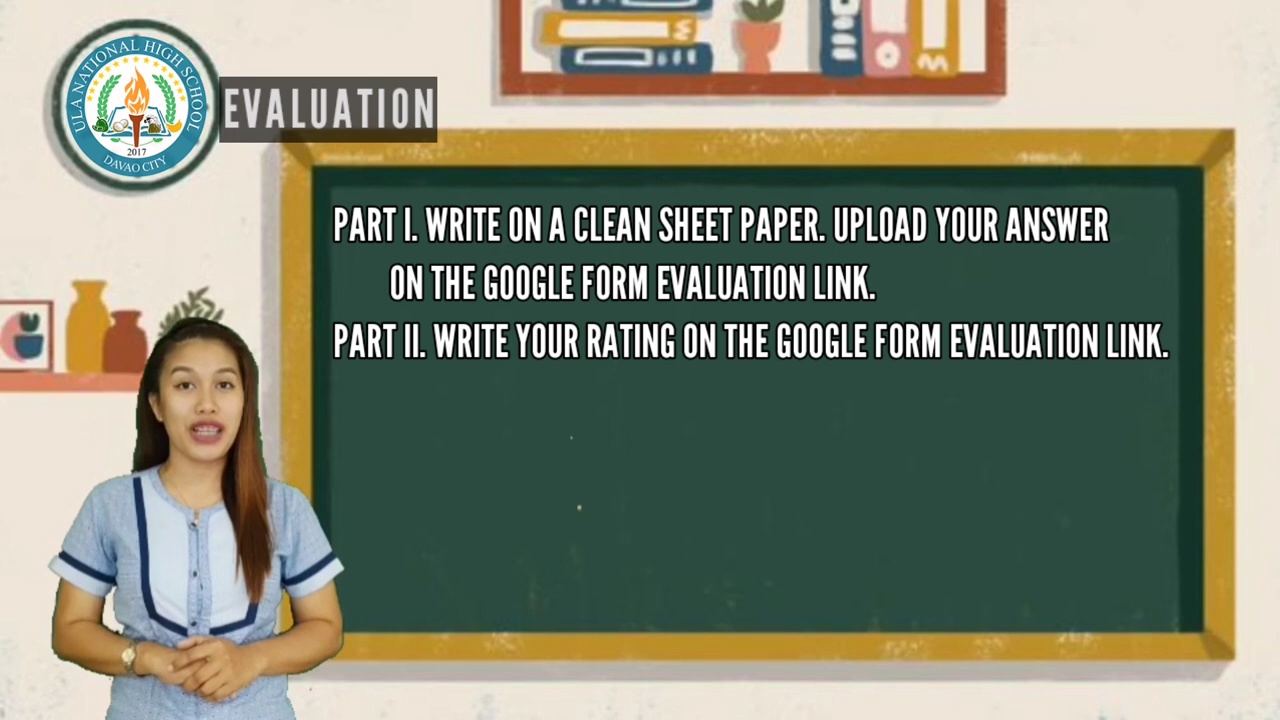 ULA NATIONAL HIGH SCHOOL
2017
DAVAO CITY
EVALUATION
PART I. WRITE ON A CLEAN SHEET PAPER. UPLOAD YOUR ANSWER
ON THE GOOGLE FORM EVALUATION LINK.
PART II. WRITE YOUR RATING ON THE GOOGLE FORM EVALUATION LINK.